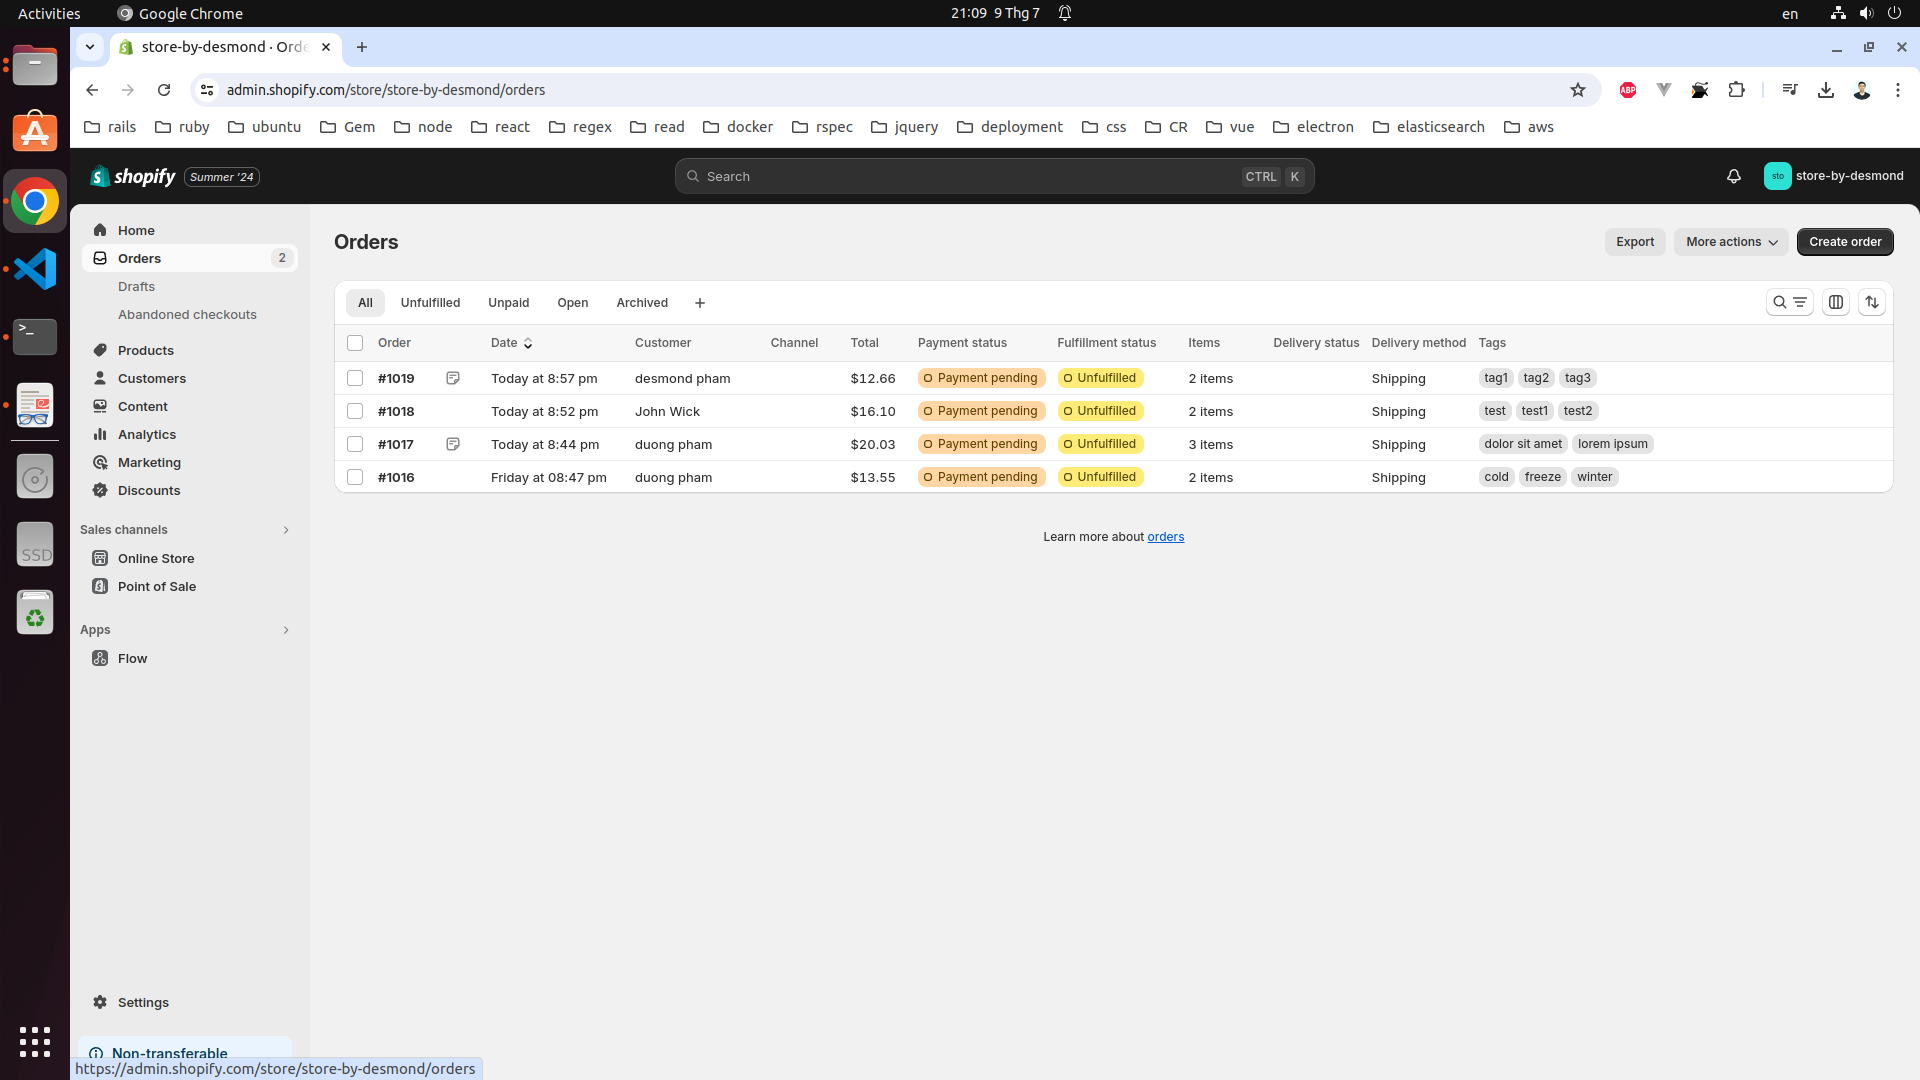 Activities Google Chrome 21:09 9 Thg 7 en
store-by-desmond · Orde
admin.shopify.com/store/store-by-desmond/orders ABP
rails ruby ubuntu Gem node react regex read docker rspec jquery deployment css CR vue electron elasticsearch aws
shopify Summer '24 Search CTRL K sto store-by-desmond
Home
Orders 2
Drafts
Abandoned checkouts
Products
Customers
Content
Analytics
Marketing
Discounts
Sales channels
Online Store
Point of Sale
Apps
Flow
Settings
Non-transferable
https://admin.shopify.com/store/store-by-desmond/orders
Orders Export More actions Create order
All Unfulfilled Unpaid Open Archived +
Order Date Customer Channel Total Payment status Fulfillment status Items Delivery status Delivery method Tags
#1019 Today at 8:57 pm desmond pham $12.66 Payment pending Unfulfilled 2 items Shipping tag1 tag2 tag3
#1018 Today at 8:52 pm John Wick $16.10 Payment pending Unfulfilled 2 items Shipping test test1 test2
#1017 Today at 8:44 pm duong pham $20.03 Payment pending Unfulfilled 3 items Shipping dolor sit amet lorem ipsum
#1016 Friday at 08:47 pm duong pham $13.55 Payment pending Unfulfilled 2 items Shipping cold freeze winter
Learn more about orders
>_
SSD